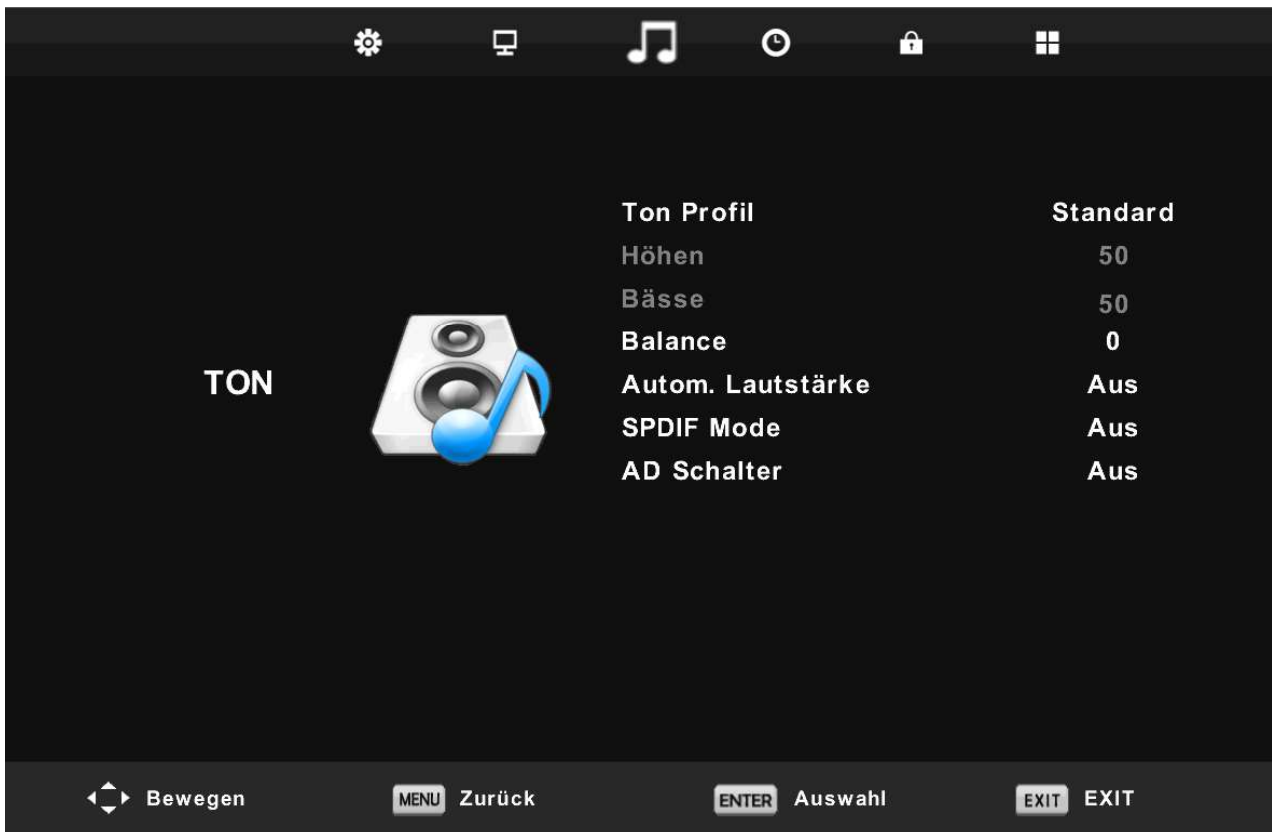 Ton Profil Standard
Höhen 50
Bässe 50
Balance 0
TON
Autom. Lautstärke Aus
SPDIF Mode Aus
AD Schalter Aus
Bewegen MENU Zurück ENTER Auswahl EXIT EXIT